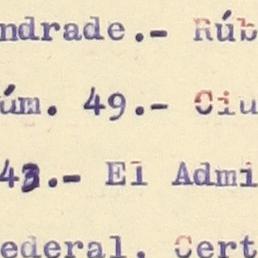 ndrade.- Rúb
úm. 49.- Ciu
43.- El Admi
ederal. Cert